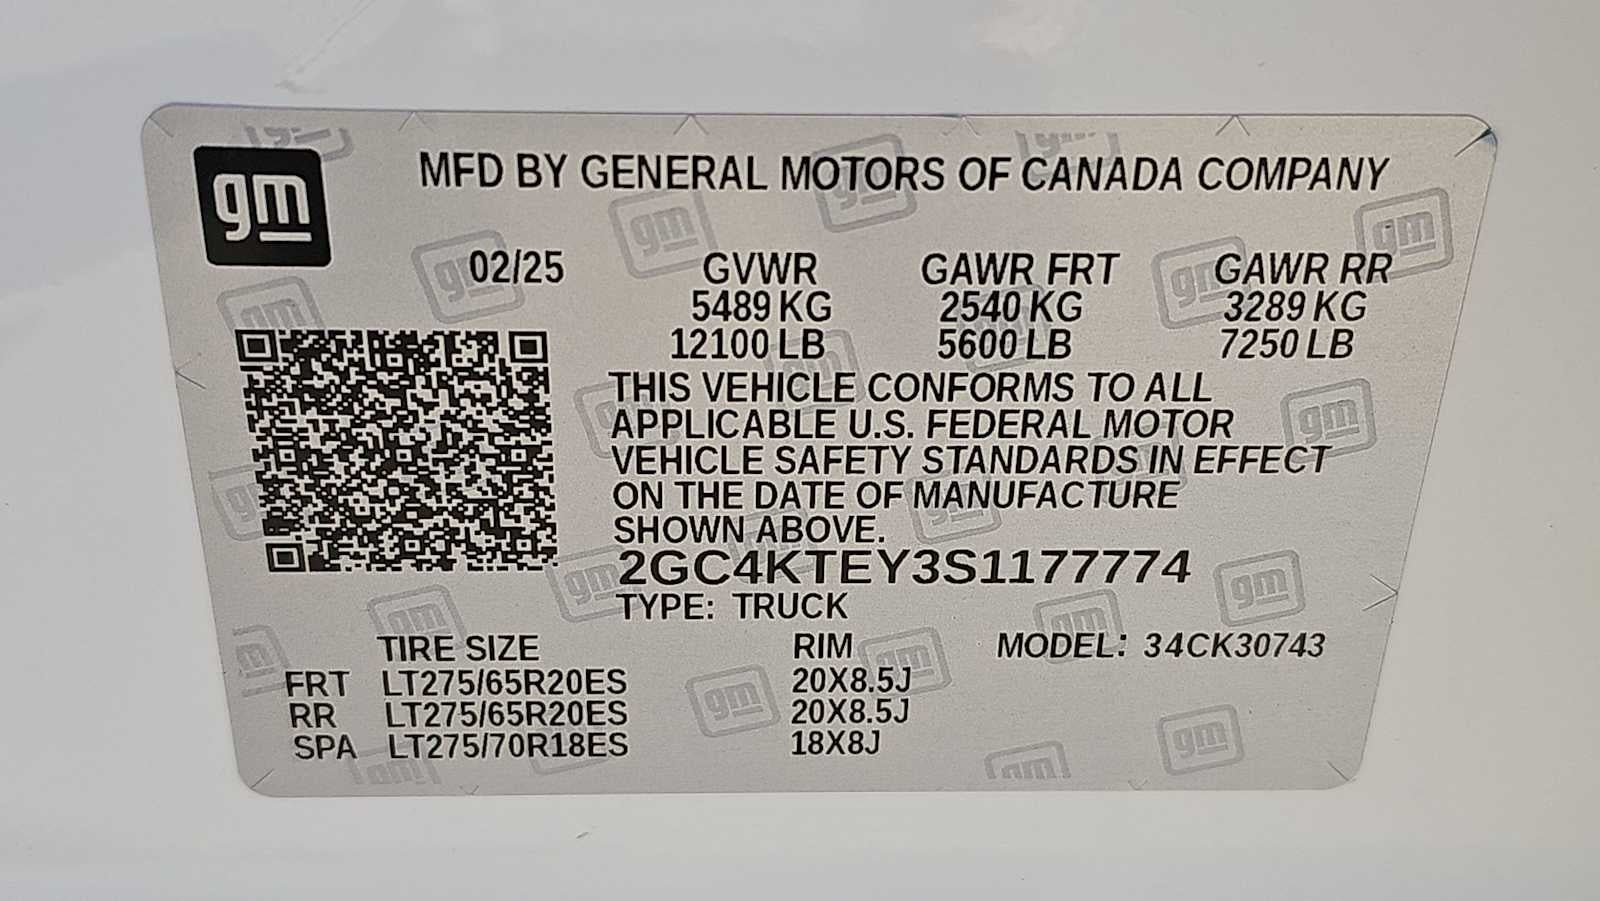 gm
MFD BY GENERAL MOTORS OF CANADA COMPANY
02/25 GVWR GAWR FRT GAWR RR
5489 KG 2540 KG 3289 KG
12100 LB 5600 LB 7250 LB
THIS VEHICLE CONFORMS TO ALL
APPLICABLE U.S. FEDERAL MOTOR
VEHICLE SAFETY STANDARDS IN EFFECT
ON THE DATE OF MANUFACTURE
SHOWN ABOVE.
2GC4KTEY3S1177774
TYPE: TRUCK
TIRE SIZE RIM MODEL: 34CK30743
FRT LT275/65R20ES 20X8.5J
RR LT275/65R20ES 20X8.5J
SPA LT275/70R18ES 18X8J